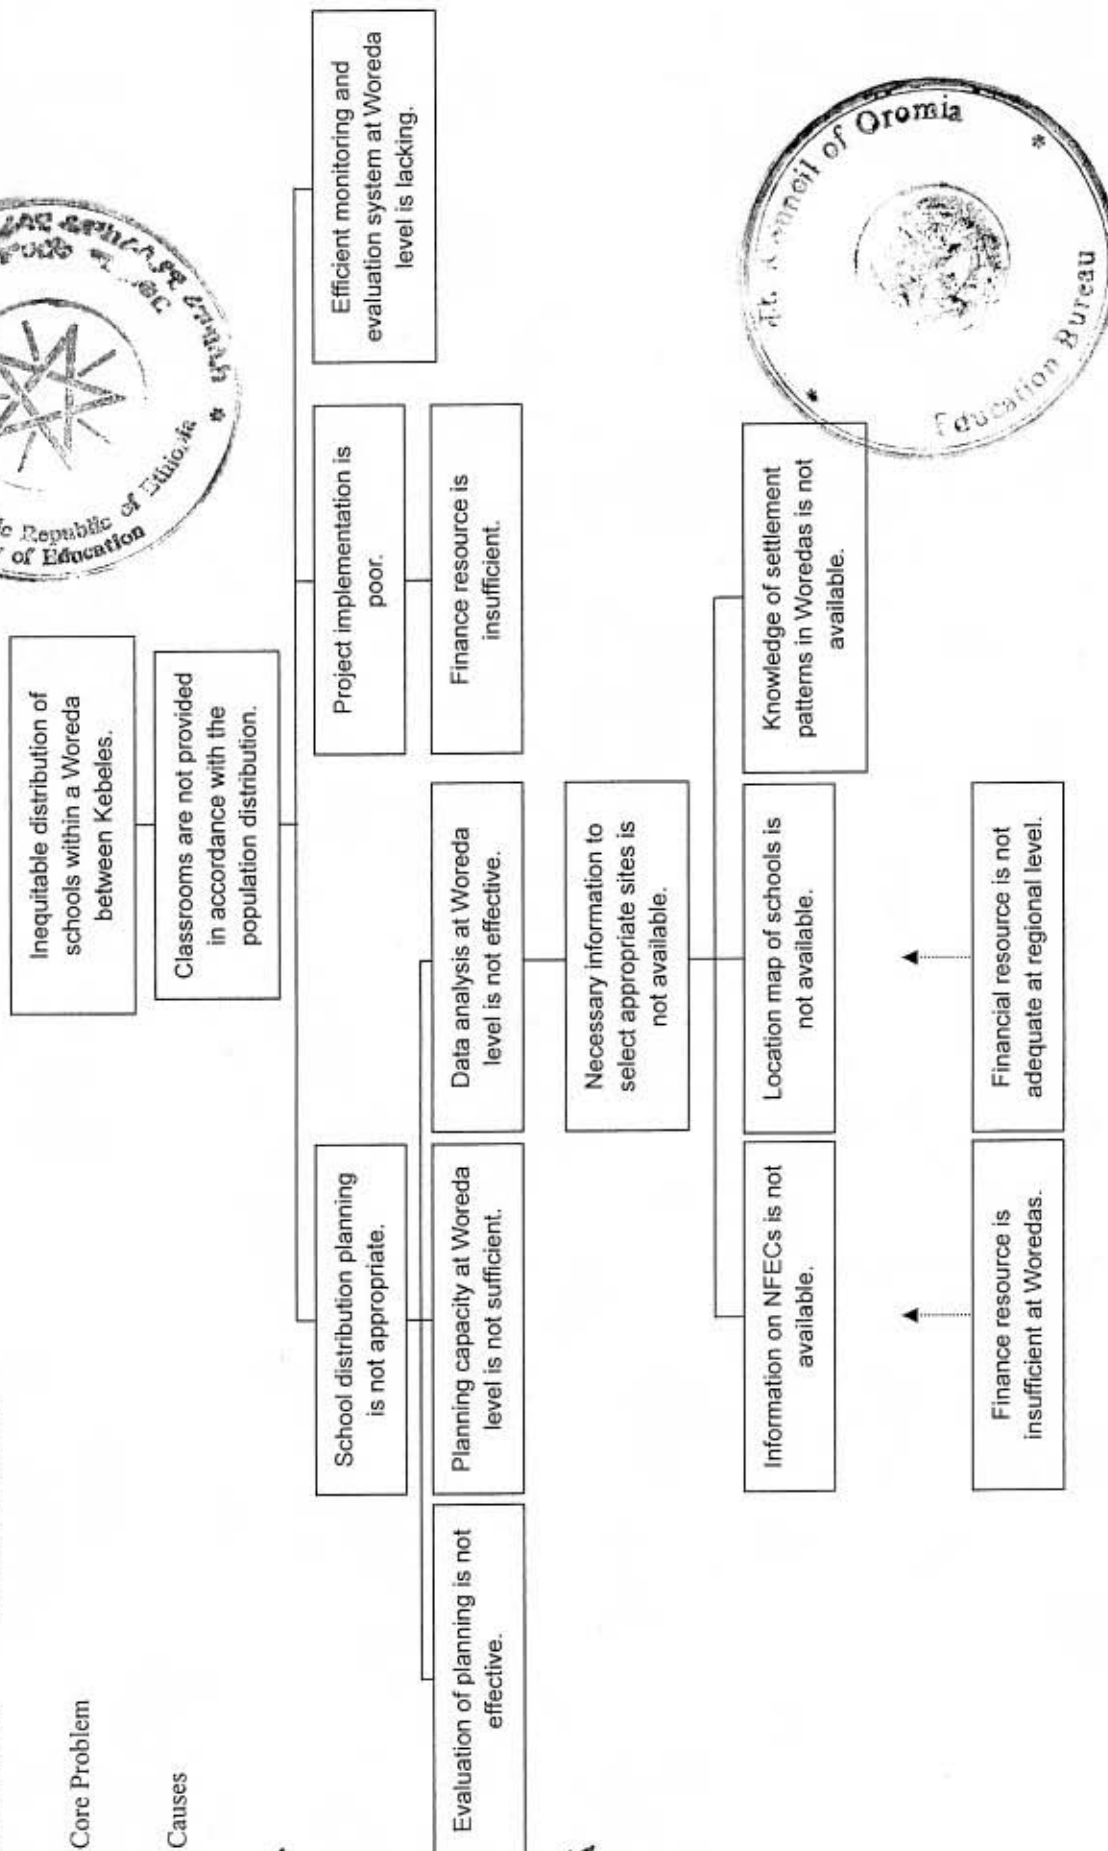 Core Problem
Causes
Inequitable distribution of
schools within a Woreda
between Kebeles.
Classrooms are not provided
in accordance with the
population distribution.
School distribution planning
is not appropriate.
Project implementation is
poor.
Efficient monitoring and
evaluation system at Woreda
level is lacking.
Evaluation of planning is not
effective.
Planning capacity at Woreda
level is not sufficient.
Data analysis at Woreda
level is not effective.
Finance resource is
insufficient.
Necessary information to
select appropriate sites is
not available.
Information on NFECs is not
available.
Location map of schools is
not available.
Knowledge of settlement
patterns in Woredas is not
available.
Finance resource is
insufficient at Woredas.
Financial resource is not
adequate at regional level.
Republic of Ethiopia
of Education
Council of Oromia
Education Bureau